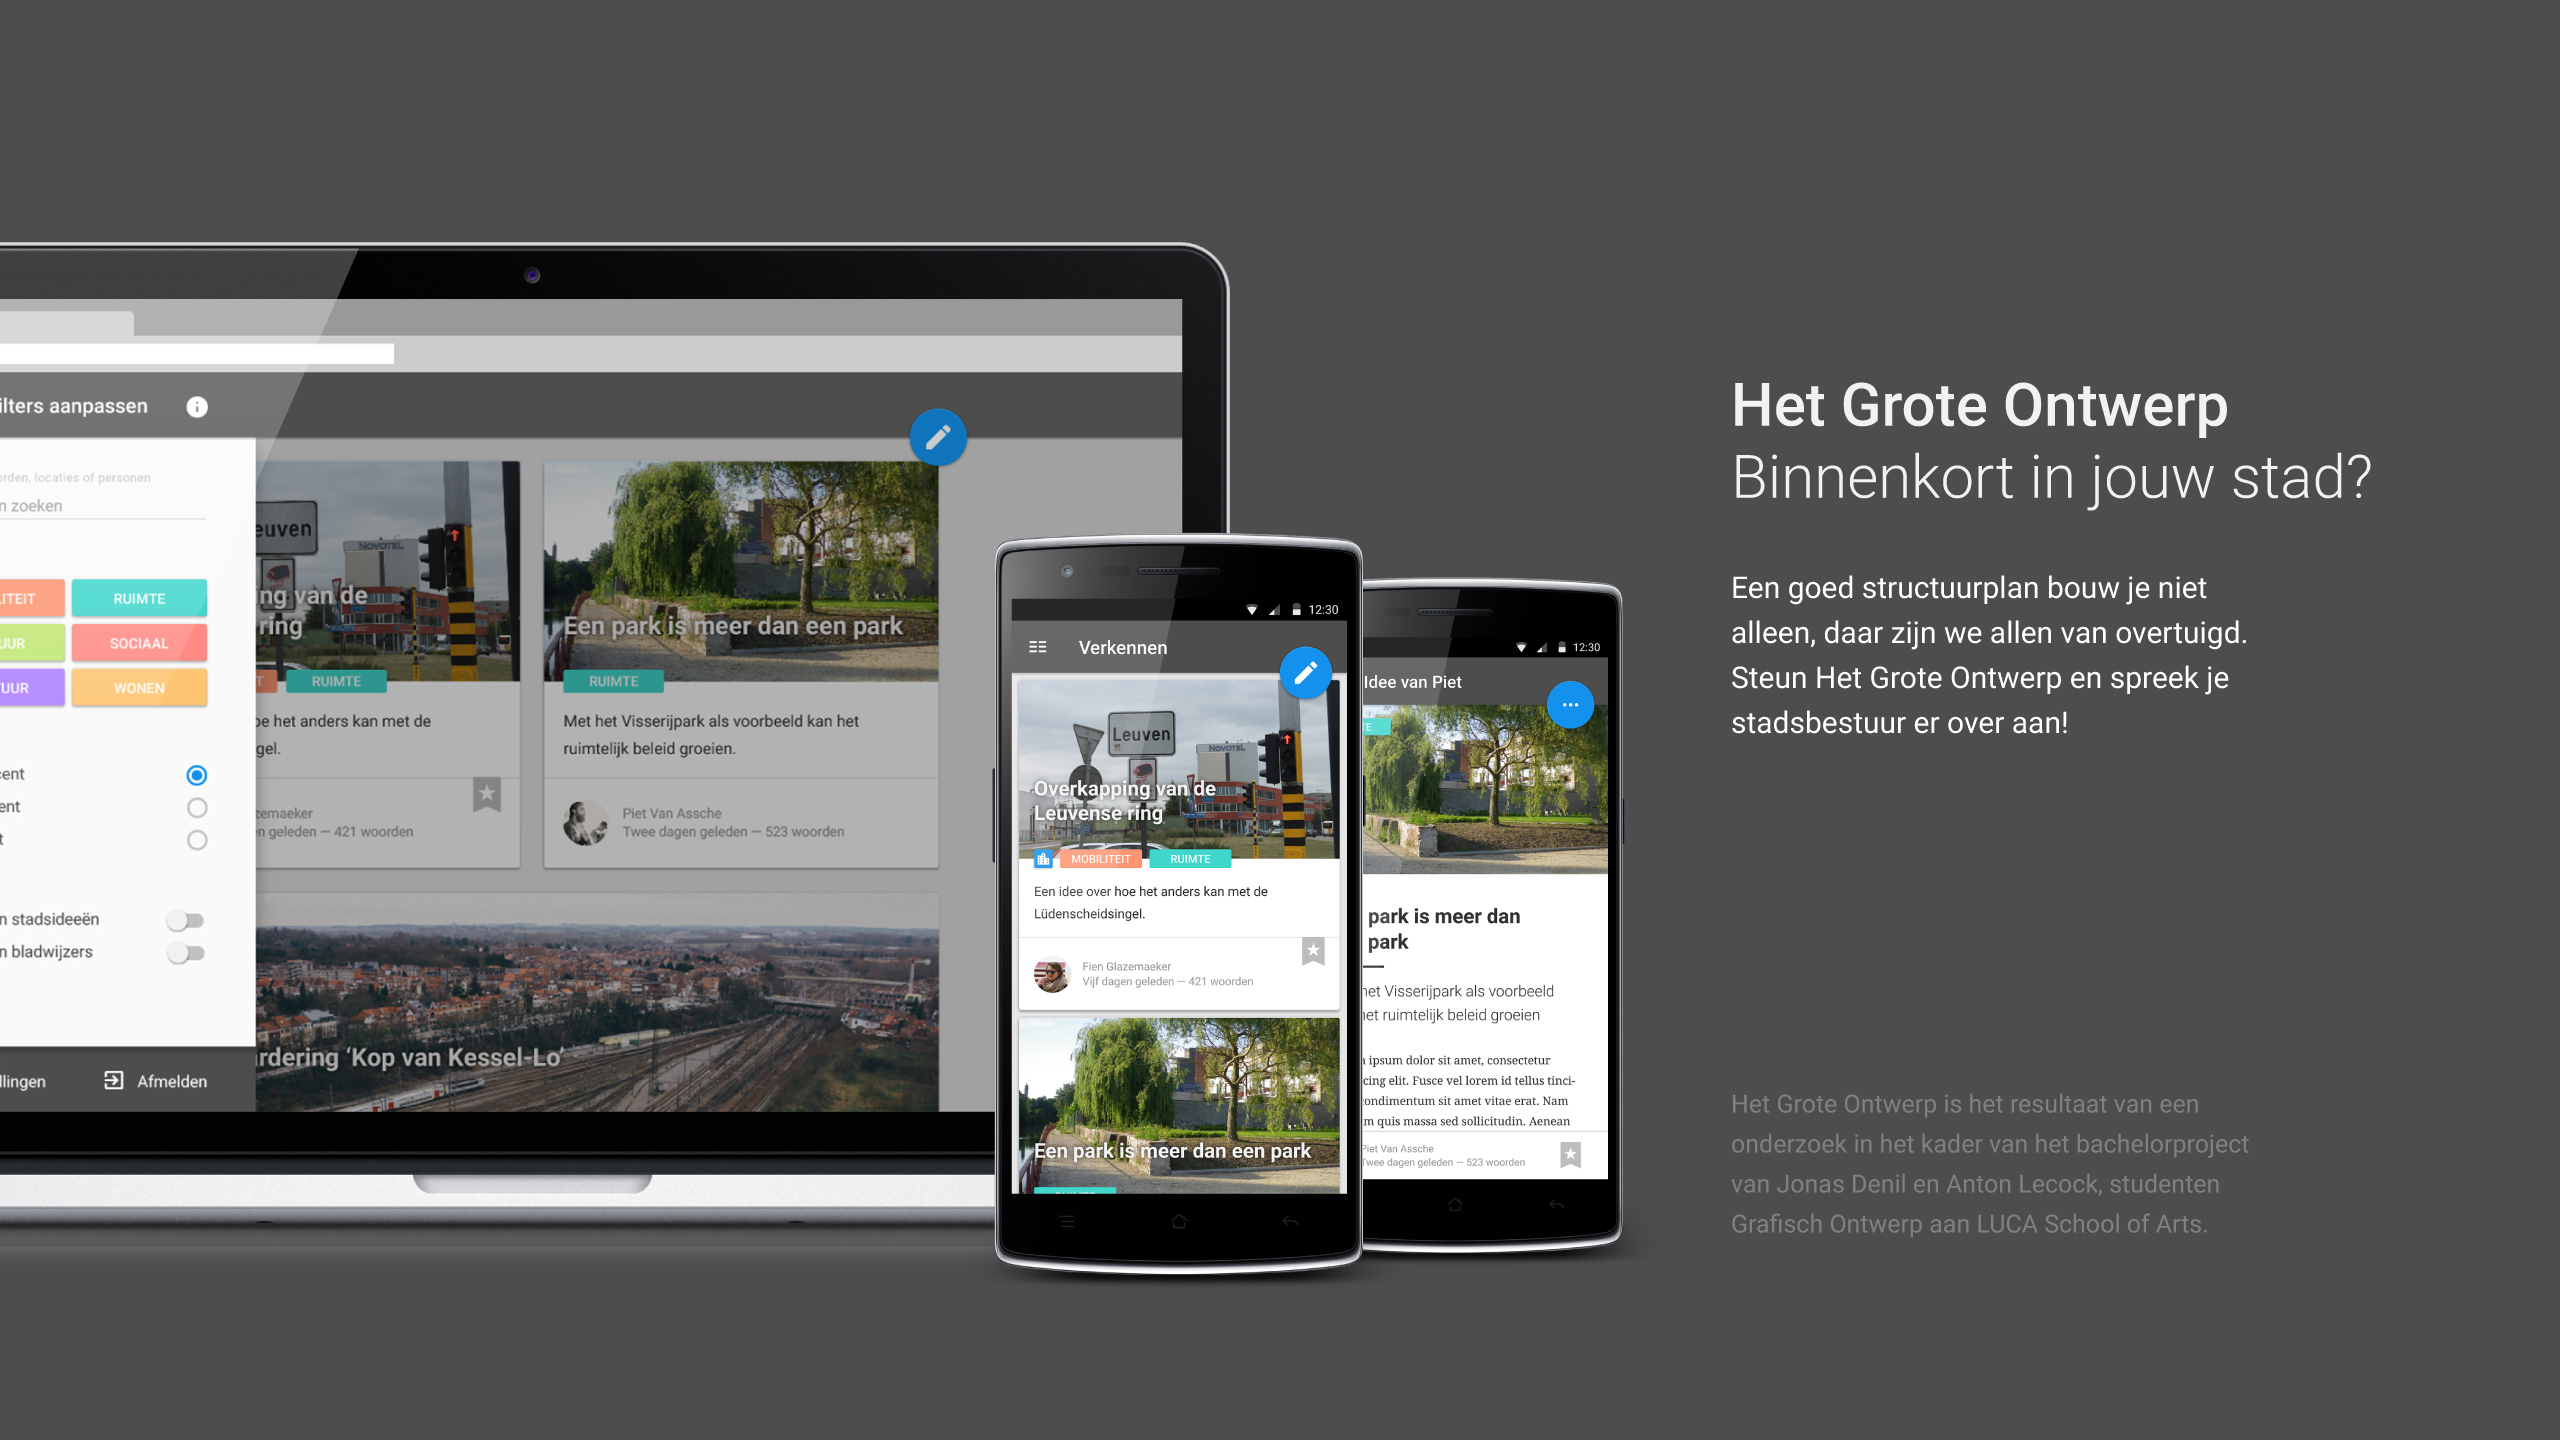 ilters aanpassen
orden, locaties of personen
n zoeken
LITEIT
RUIMTE
UUR
SOCIAAL
TUUR
WONEN
cent
ent
t
n stadsideeën
n bladwijzers
llingen
Afmelden
euven
NOVOTEL
ng van de
ring
T
RUIMTE
oe het anders kan met de
gel.
zemaeker
n geleden — 421 woorden
Een park is meer dan een park
RUIMTE
Met het Visserijpark als voorbeeld kan het
ruimtelijk beleid groeien.
Piet Van Assche
Twee dagen geleden — 523 woorden
rdering ‘Kop van Kessel-Lo’
12:30
Verkennen
Leuven
NOVOTEL
Overkapping van de
Leuvense ring
MOBILITEIT
RUIMTE
Een idee over hoe het anders kan met de
Lüdenscheidsingel.
Fien Glazemaeker
Vijf dagen geleden — 421 woorden
Een park is meer dan een park
12:30
Idee van Piet
TE
park is meer dan
park
net Visserijpark als voorbeeld
net ruimtelijk beleid groeien
ipsum dolor sit amet, consectetur
cing elit. Fusce vel lorem id tellus tinci-
condimentum sit amet vitae erat. Nam
m quis massa sed sollicitudin. Aenean
Piet Van Assche
Twee dagen geleden — 523 woorden
Het Grote Ontwerp
Binnenkort in jouw stad?
Een goed structuurplan bouw je niet
alleen, daar zijn we allen van overtuigd.
Steun Het Grote Ontwerp en spreek je
stadsbestuur er over aan!
Het Grote Ontwerp is het resultaat van een
onderzoek in het kader van het bachelorproject
van Jonas Denil en Anton Lecock, studenten
Grafisch Ontwerp aan LUCA School of Arts.